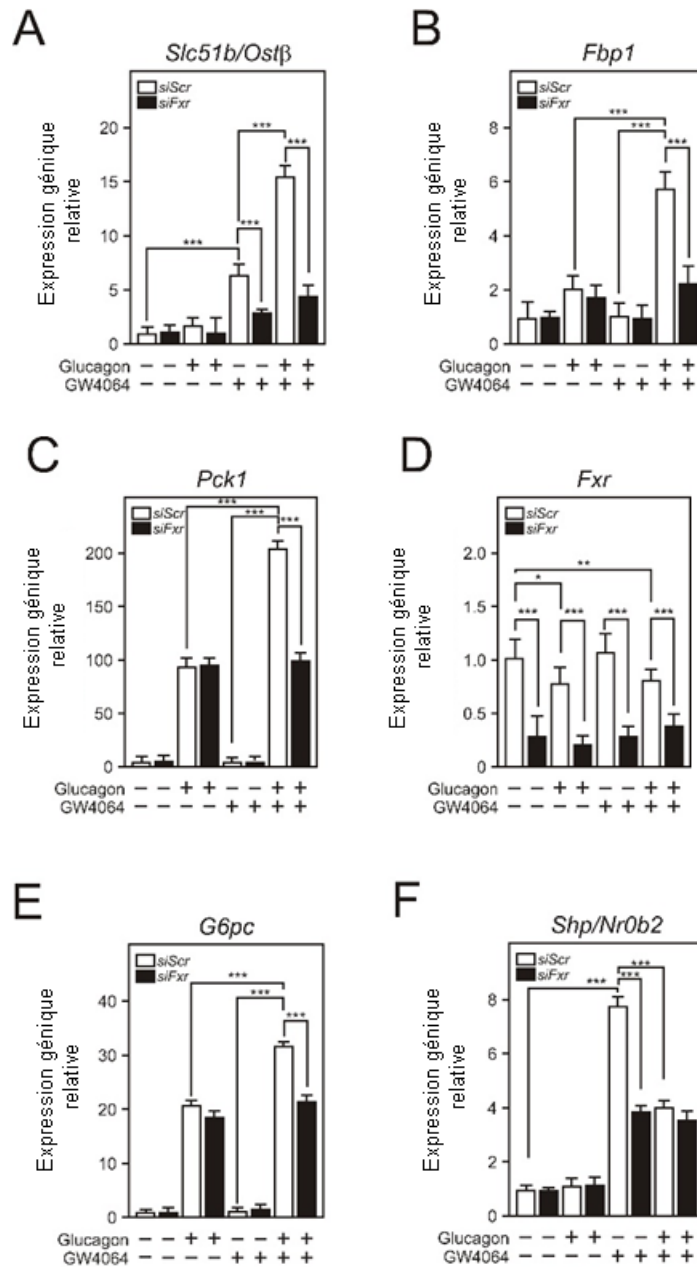 A
Slc51b/Ostβ
siScr
siFxr
***
***
***
***
20
15
10
5
0
Expression génique
relative
Glucagon − − + + − − + +
GW4064 − − − − + + + +
B
Fbp1
siScr
siFxr
***
***
***
8
6
4
2
0
Expression génique
relative
Glucagon − − + + − − + +
GW4064 − − − − + + + +
C
Pck1
siScr
siFxr
***
***
***
200
150
100
50
0
Expression génique
relative
Glucagon − − + + − − + +
GW4064 − − − − + + + +
D
Fxr
siScr
siFxr
**
*
***
***
***
***
2.0
1.5
1.0
0.5
0.0
Expression génique
relative
Glucagon − − + + − − + +
GW4064 − − − − + + + +
E
G6pc
siScr
siFxr
***
***
***
40
30
20
10
0
Expression génique
relative
Glucagon − − + + − − + +
GW4064 − − − − + + + +
F
Shp/Nr0b2
siScr
siFxr
***
***
***
8
6
4
2
0
Expression génique
relative
Glucagon − − + + − − + +
GW4064 − − − − + + + +